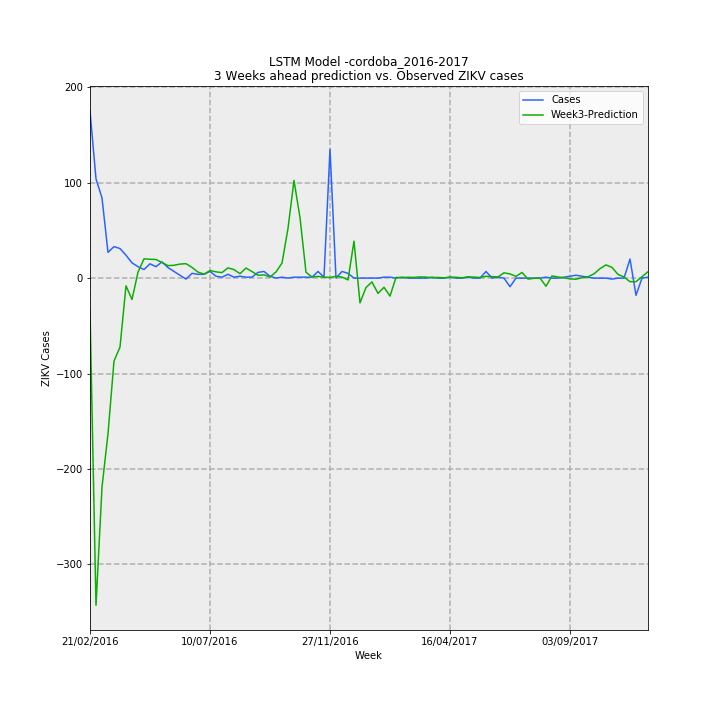 LSTM Model -cordoba_2016-2017
3 Weeks ahead prediction vs. Observed ZIKV cases
Cases
Week3-Prediction
200
100
0
−100
−200
−300
ZIKV Cases
21/02/2016
10/07/2016
27/11/2016
16/04/2017
03/09/2017
Week